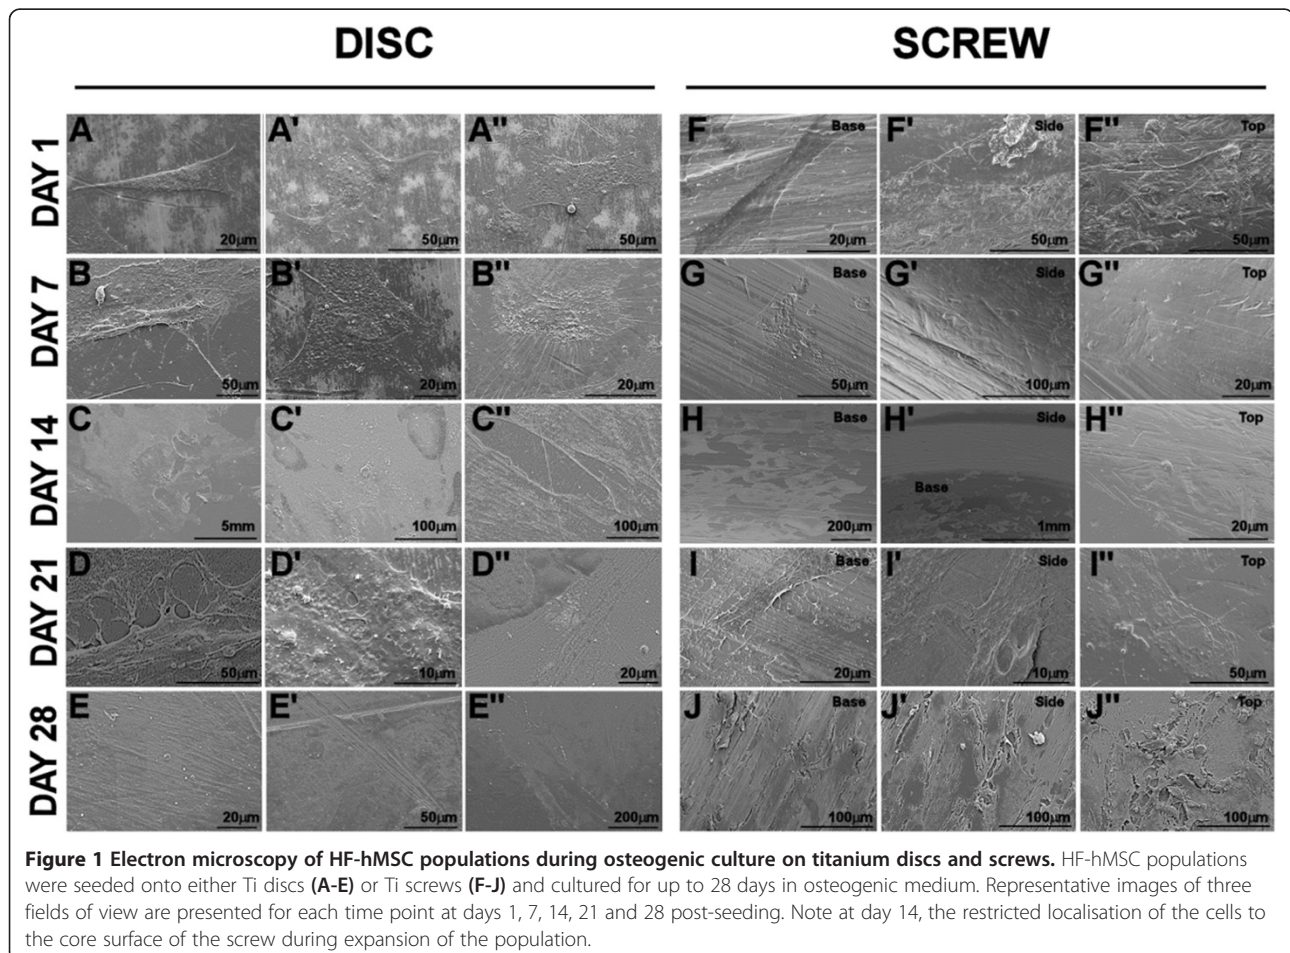 DISC SCREW
DAY 1
A 20µm A' 50µm A" 50µm F Base 20µm F' Side 50µm F" Top 50µm
DAY 7
B 50µm B' 20µm B" 20µm G Base 50µm G' Side 100µm G" Top 20µm
DAY 14
C 5mm C' 100µm C" 100µm H Base 200µm H' Side Base 1mm H" Top 20µm
DAY 21
D 50µm D' 10µm D" 20µm I Base 20µm I' Side 10µm I" Top 50µm
DAY 28
E 20µm E' 50µm E" 200µm J Base 100µm J' Side 100µm J" Top 100µm
Figure 1 Electron microscopy of HF-hMSC populations during osteogenic culture on titanium discs and screws. HF-hMSC populations
were seeded onto either Ti discs (A-E) or Ti screws (F-J) and cultured for up to 28 days in osteogenic medium. Representative images of three
fields of view are presented for each time point at days 1, 7, 14, 21 and 28 post-seeding. Note at day 14, the restricted localisation of the cells to
the core surface of the screw during expansion of the population.